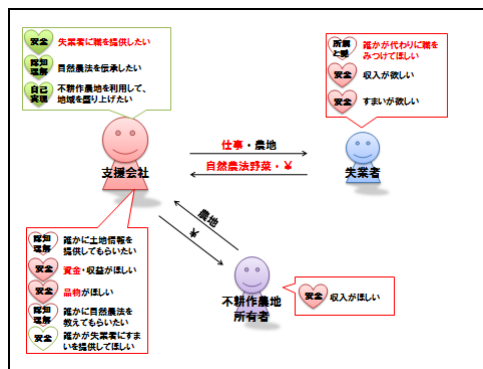 安全 失業者に職を提供したい
認知理解 自然農法を伝承したい
自己実現 不耕作農地を利用して、
地域を盛り上げたい
所属と愛 誰かが代わりに職を
みつけてほしい
安全 収入が欲しい
安全 すまいが欲しい
仕事・農地
自然農法野菜・¥
支援会社
失業者
農地
¥
認知理解 誰かに土地情報を
提供してもらいたい
安全 資金・収益がほしい
安全 品物がほしい
認知理解 誰かに自然農法を
教えてもらいたい
安全 誰かが失業者にすま
いを提供してほしい
不耕作農地
所有者
安全 収入がほしい